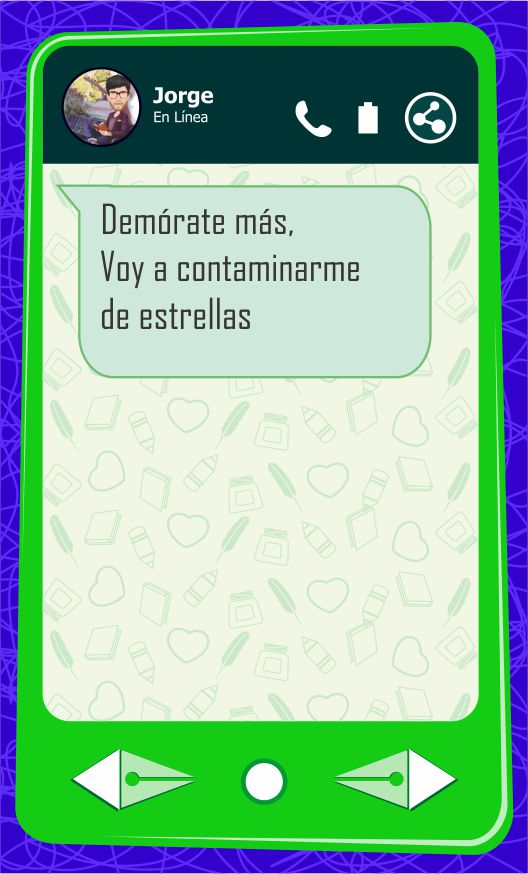 Jorge
En Línea
Demórate más,
Voy a contaminarme
de estrellas